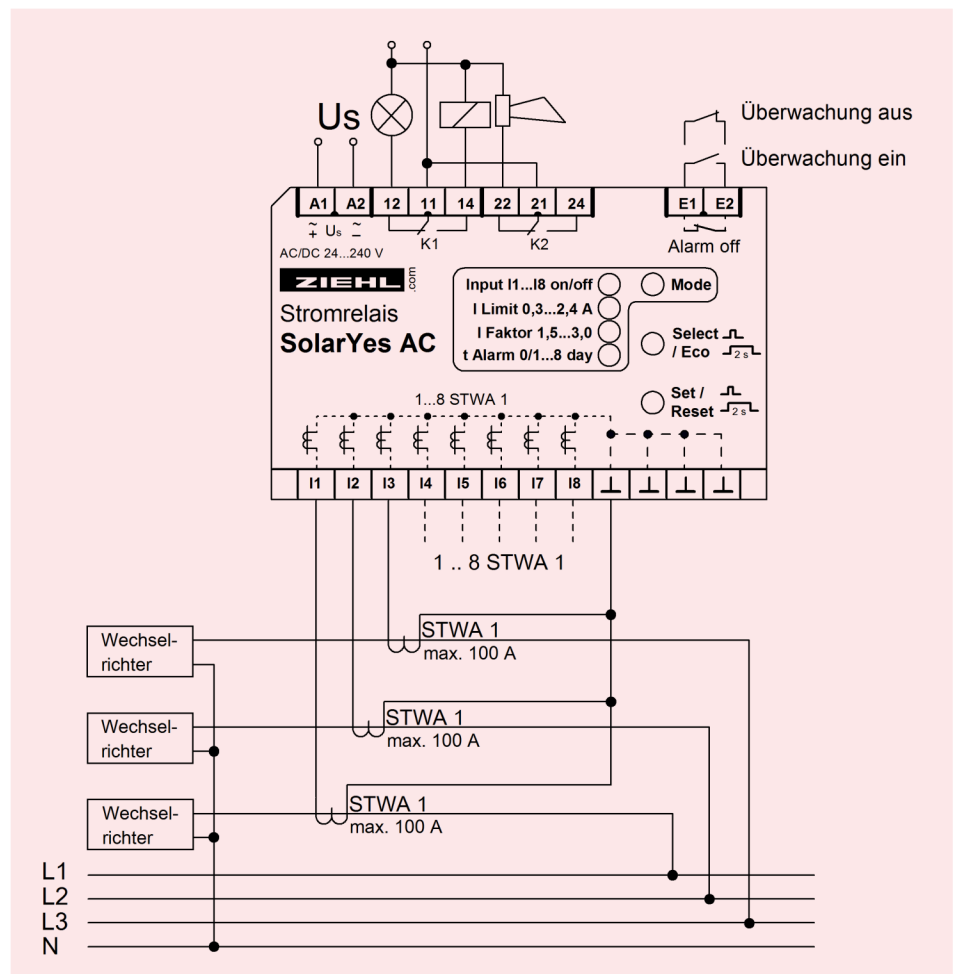 Us
Überwachung aus
Überwachung ein
A1 A2 12 11 14 22 21 24 E1 E2
~ Us ~
+ −
K1
K2
Alarm off
AC/DC 24...240 V
ZIEHL.com
Input I1...I8 on/off
Mode
Stromrelais
I Limit 0,3...2,4 A
SolarYes AC
I Faktor 1,5...3,0
Select
/ Eco 2 s
t Alarm 0/1...8 day
Set /
Reset 2 s
1...8 STWA 1
I1 I2 I3 I4 I5 I6 I7 I8
1 .. 8 STWA 1
Wechsel-
richter
STWA 1
max. 100 A
Wechsel-
richter
STWA 1
max. 100 A
Wechsel-
richter
STWA 1
max. 100 A
L1
L2
L3
N